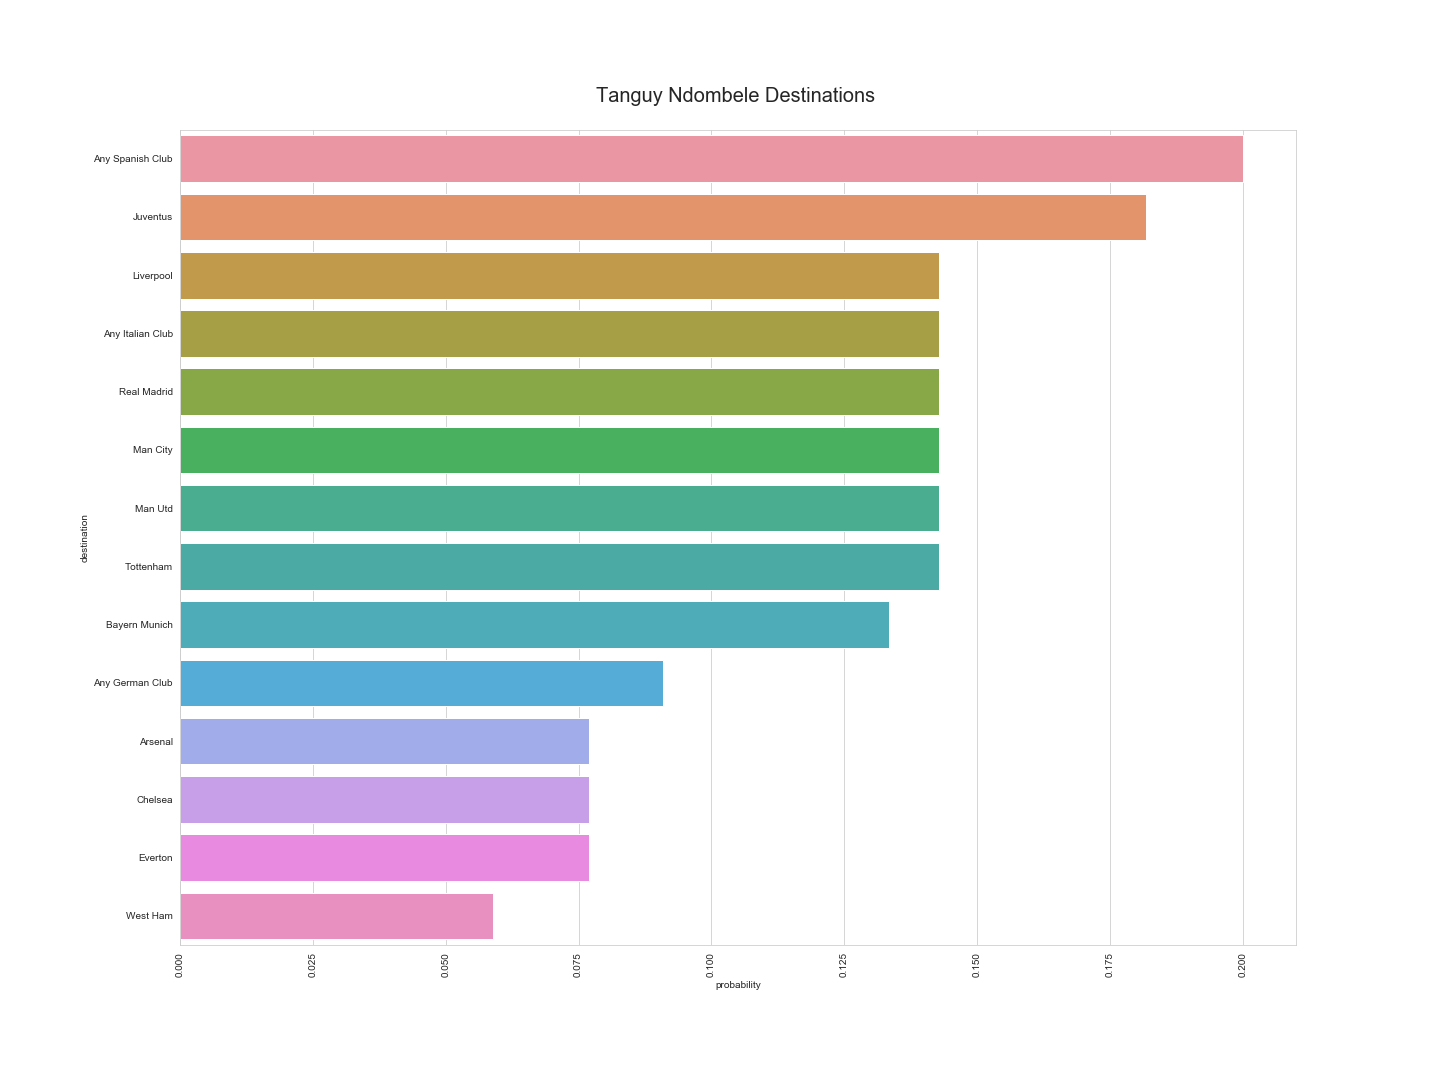 Tanguy Ndombele Destinations
Any Spanish Club
Juventus
Liverpool
Any Italian Club
Real Madrid
Man City
Man Utd
Tottenham
Bayern Munich
Any German Club
Arsenal
Chelsea
Everton
West Ham
destination
0.000
0.025
0.050
0.075
0.100
0.125
0.150
0.175
0.200
probability